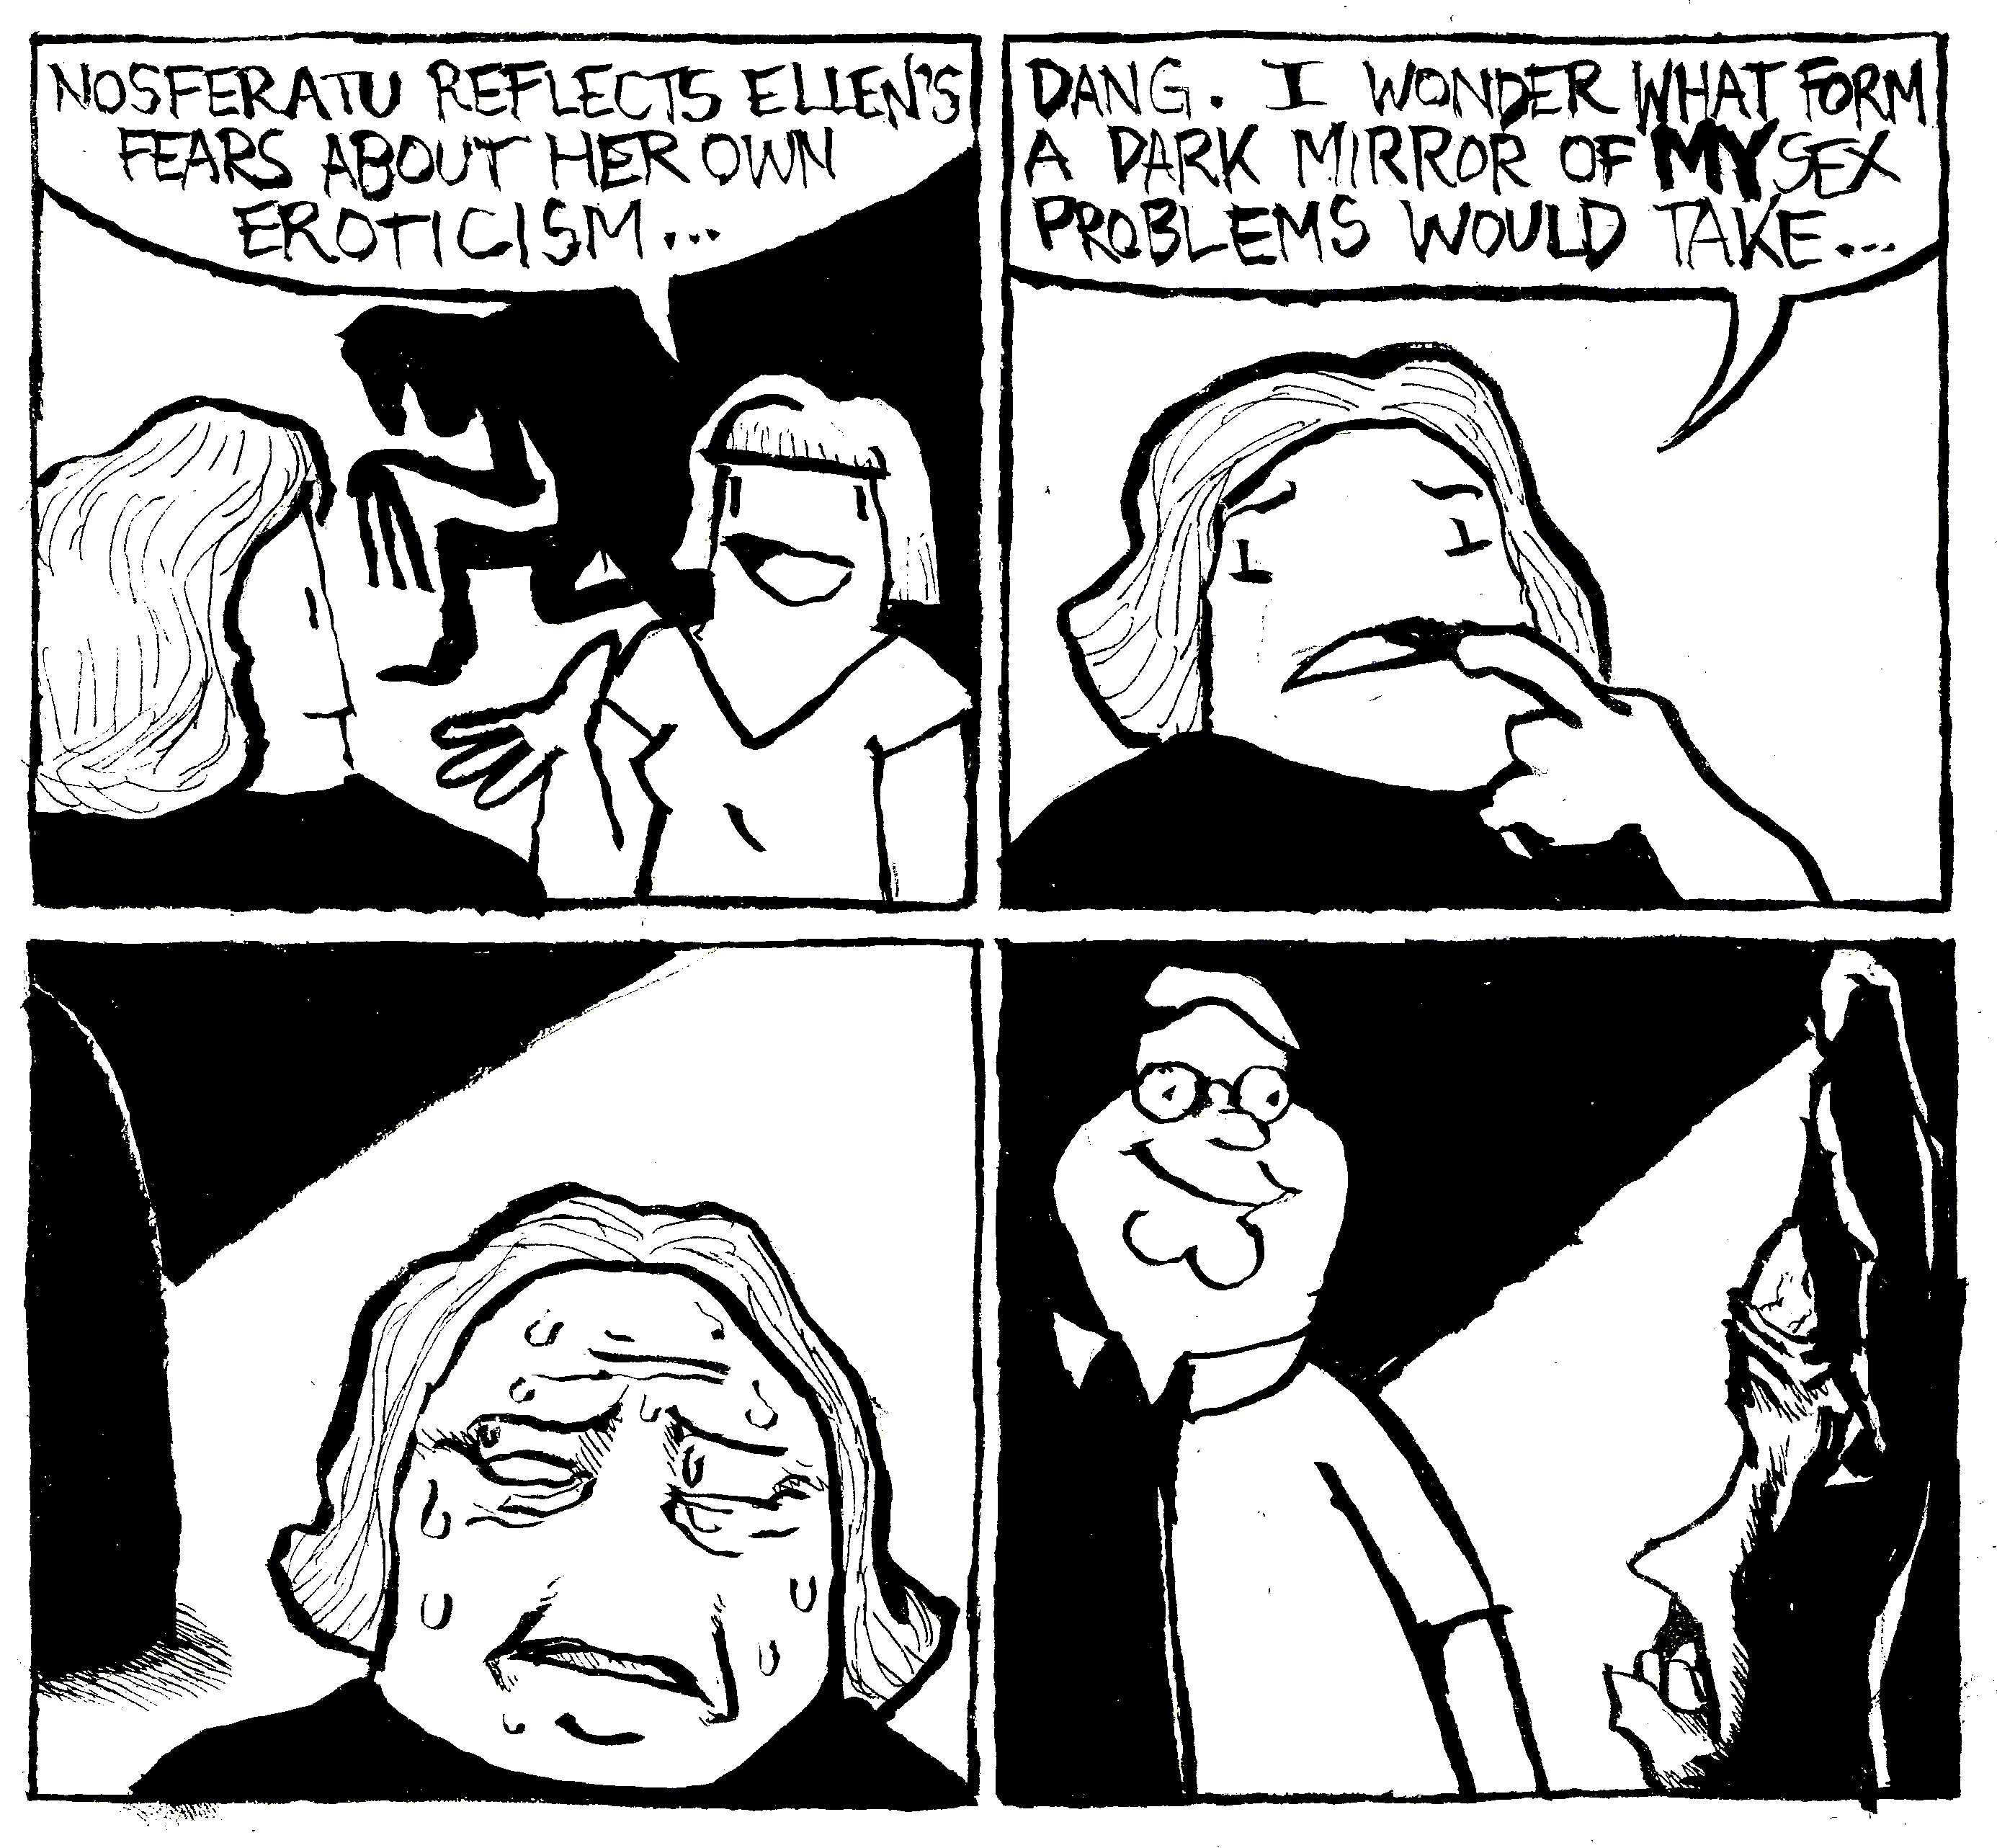 NOSFERATU REFLECTS ELLEN'S
FEARS ABOUT HER OWN
EROTICISM...
DANG. I WONDER WHAT FORM
A DARK MIRROR OF MY SEX
PROBLEMS WOULD TAKE...